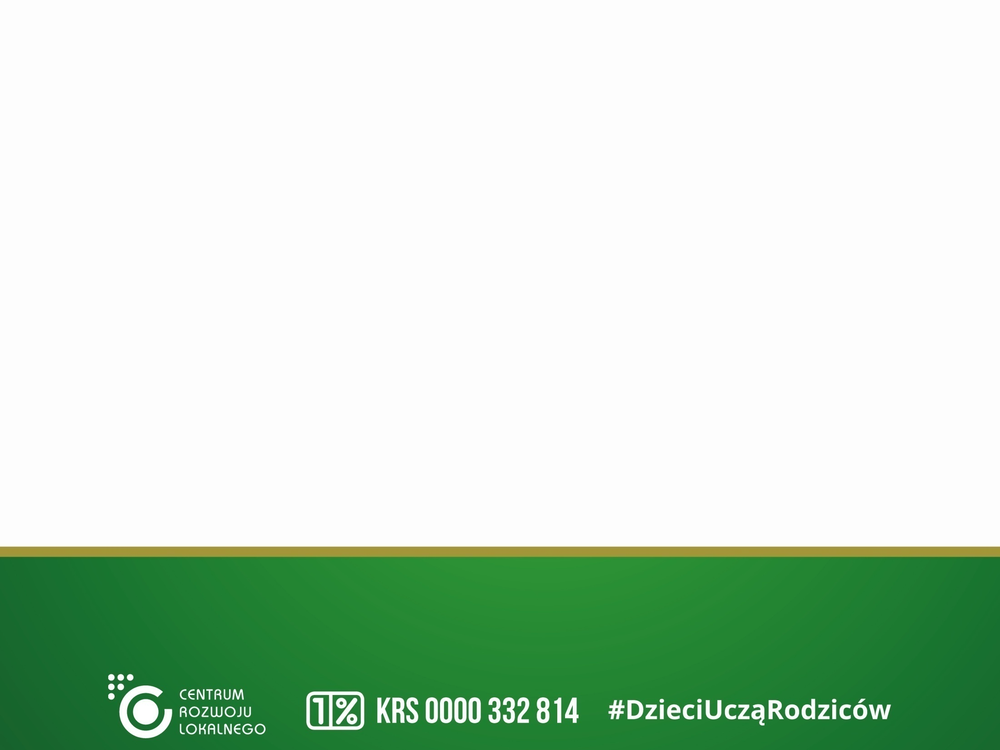 CENTRUM
ROZWOJU
LOKALNEGO
1% KRS 0000 332 814 #DzieciUcząRodziców